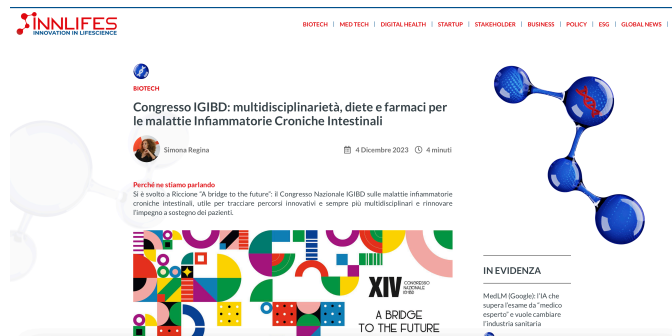 INNLIFES
INNOVATION IN LIFESCIENCE
BIOTECH | MED TECH | DIGITAL HEALTH | STARTUP | STAKEHOLDER | BUSINESS | POLICY | ESG | GLOBAL NEWS |
BIOTECH
Congresso IGIBD: multidisciplinarietà, diete e farmaci per
le malattie Infiammatorie Croniche Intestinali
Simona Regina
4 Dicembre 2023
4 minuti
Perché ne stiamo parlando
Si è svolto a Riccione “A bridge to the future”: il Congresso Nazionale IGIBD sulle malattie infiammatorie
croniche intestinali, utile per tracciare percorsi innovativi e sempre più multidisciplinari e rinnovare
l’impegno a sostegno dei pazienti.
XIV CONGRESSO
NAZIONALE
IG-IBD
A BRIDGE
TO THE FUTURE
IN EVIDENZA
MedLM (Google): l’IA che
supera l’esame da “medico
esperto” e vuole cambiare
l’industria sanitaria